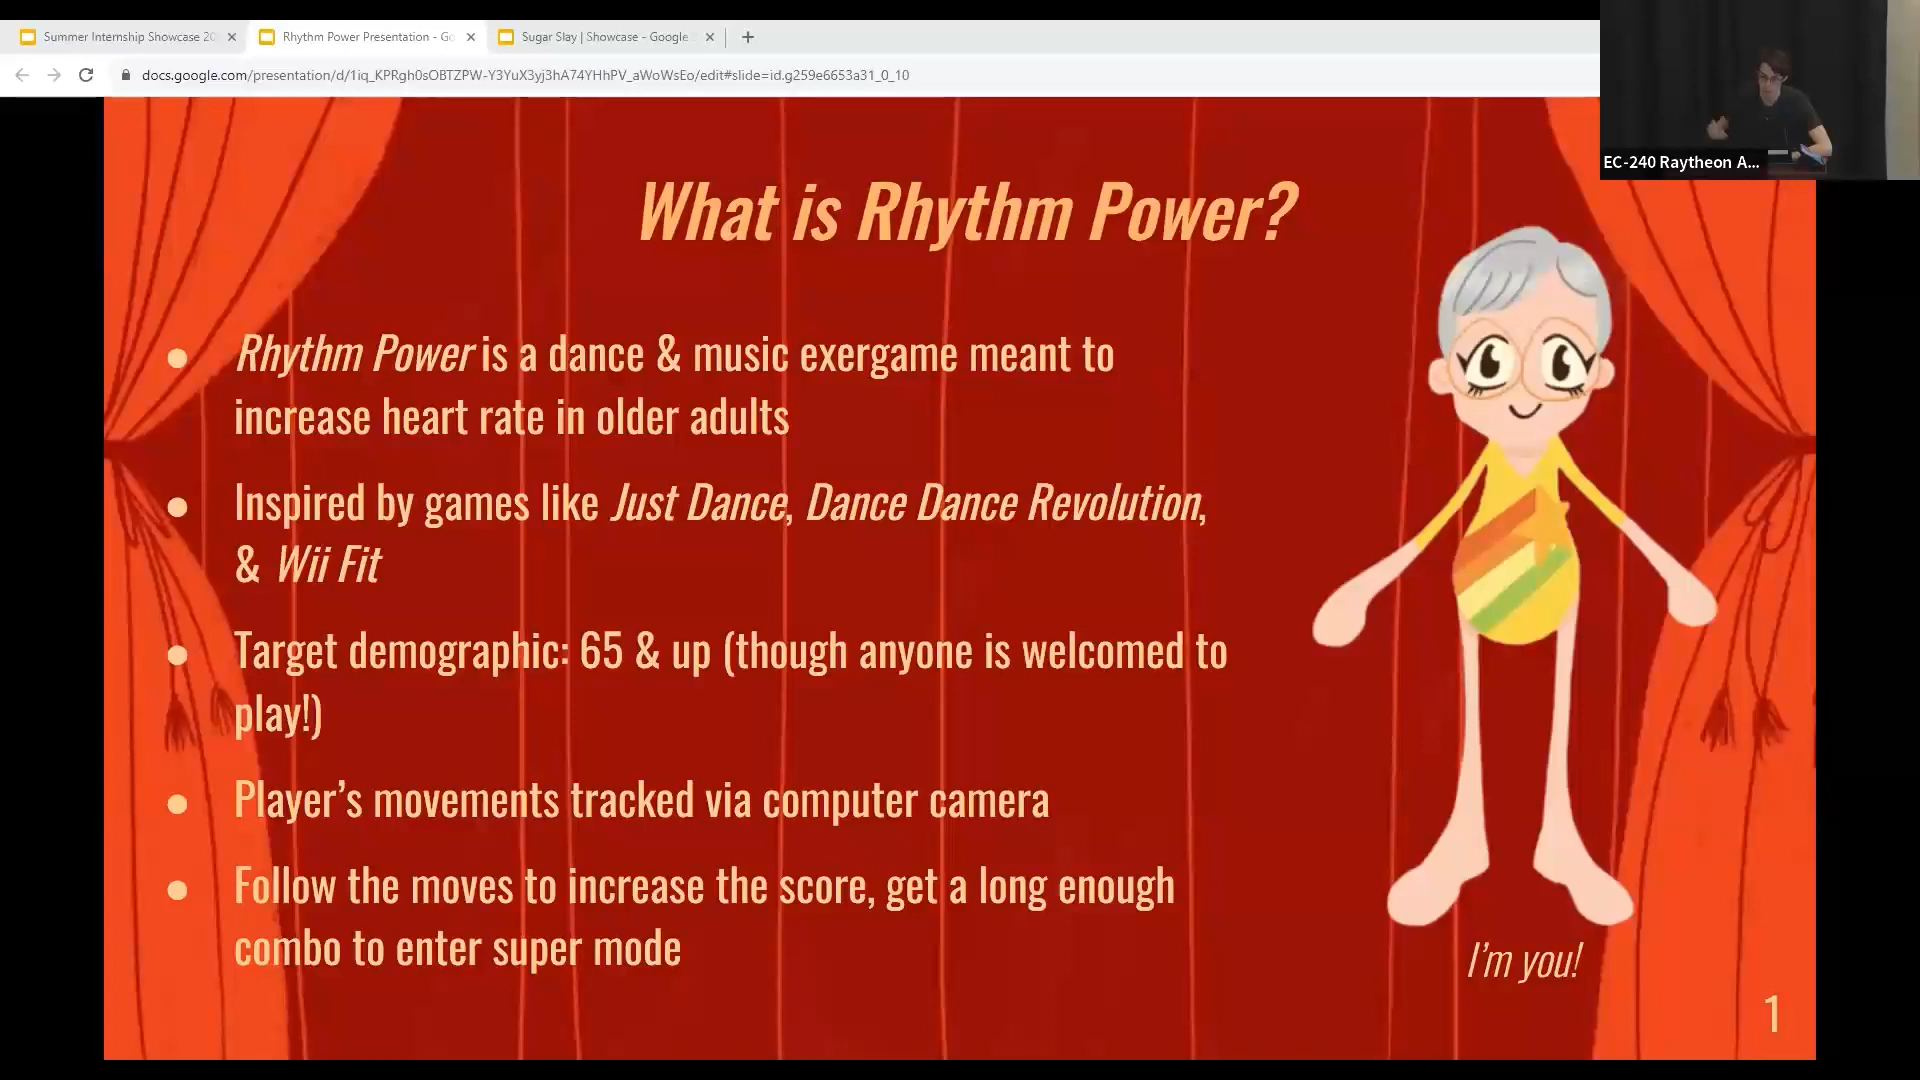 Summer Internship Showcase 20
Rhythm Power Presentation - Go
Sugar Slay | Showcase - Google
docs.google.com/presentation/d/1iq_KPRgh0sOBTZPW-Y3YuX3yj3hA74YHhPV_aWoWsEo/edit#slide=id.g259e6653a31_0_10
EC-240 Raytheon A...
What is Rhythm Power?
● Rhythm Power is a dance & music exergame meant to
increase heart rate in older adults
● Inspired by games like Just Dance, Dance Dance Revolution,
& Wii Fit
● Target demographic: 65 & up (though anyone is welcomed to
play!)
● Player’s movements tracked via computer camera
● Follow the moves to increase the score, get a long enough
combo to enter super mode
I’m you!
1